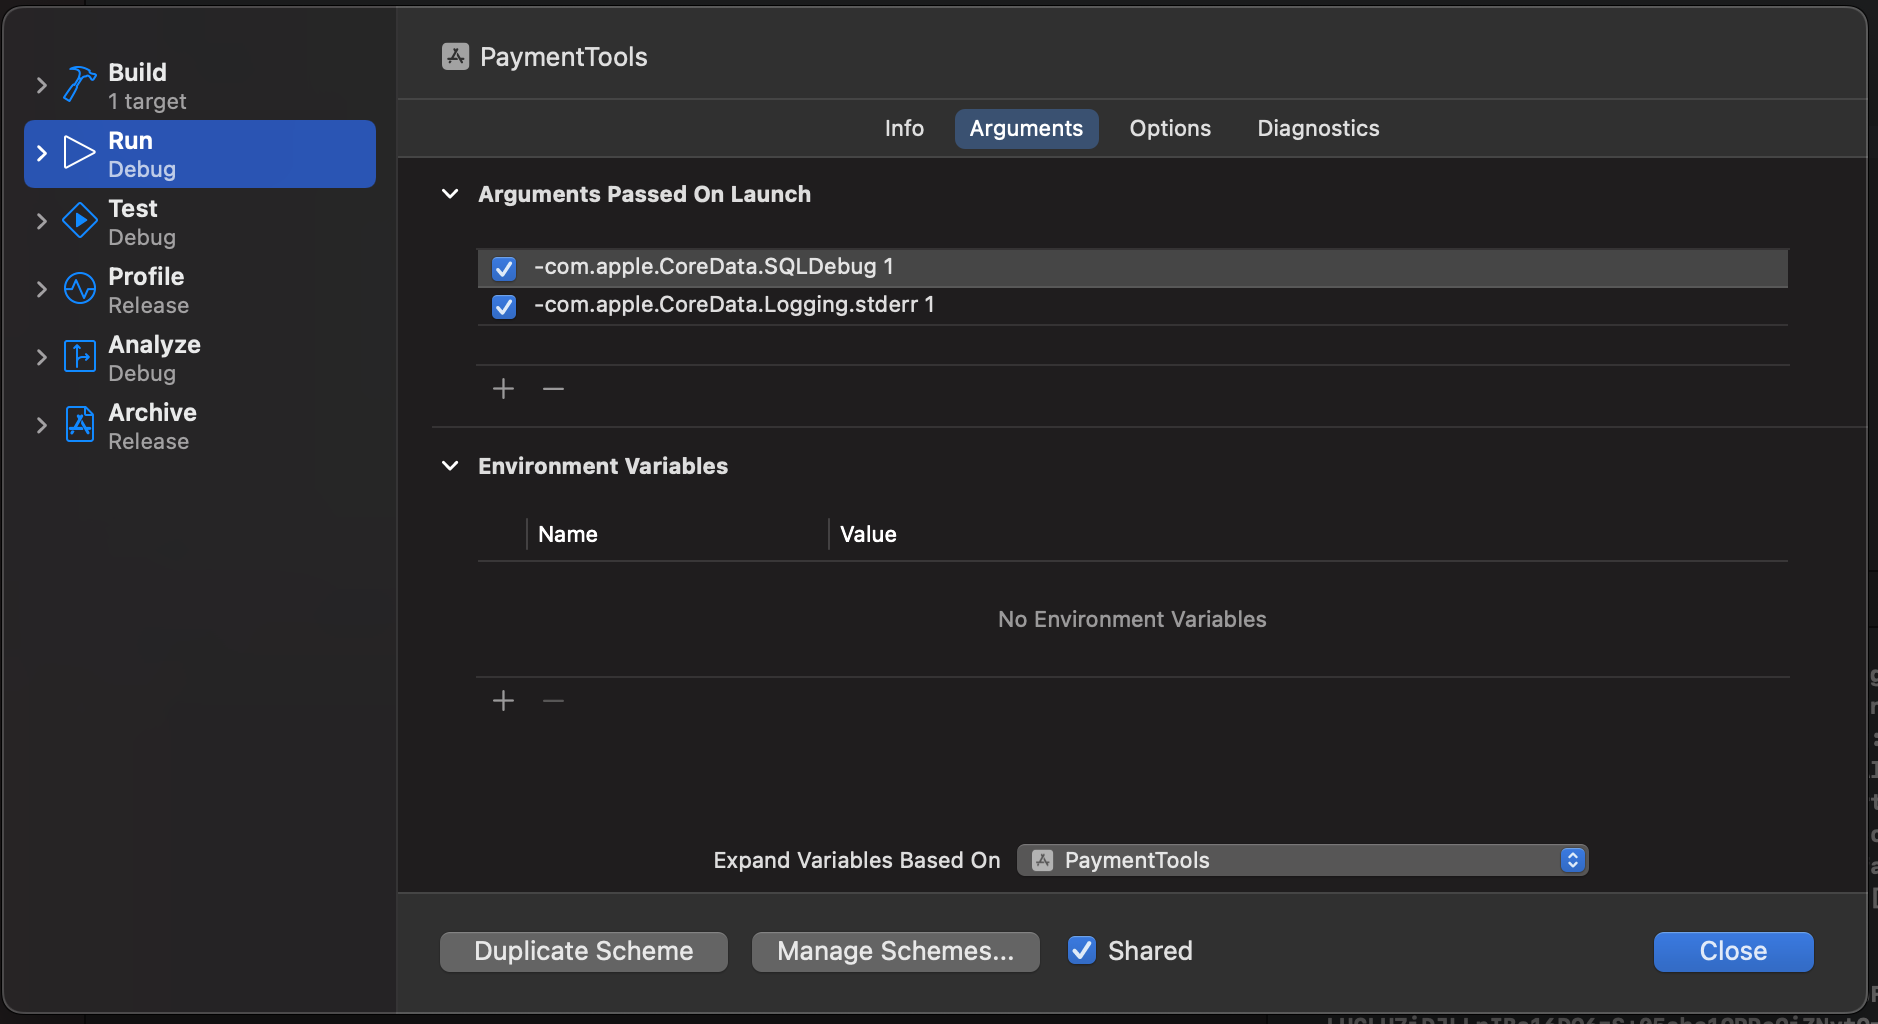 Build
1 target
Run
Debug
Test
Debug
Profile
Release
Analyze
Debug
Archive
Release
PaymentTools
Info Arguments Options Diagnostics
Arguments Passed On Launch
-com.apple.CoreData.SQLDebug 1
-com.apple.CoreData.Logging.stderr 1
Environment Variables
Name Value
No Environment Variables
Expand Variables Based On PaymentTools
Duplicate Scheme Manage Schemes... Shared Close